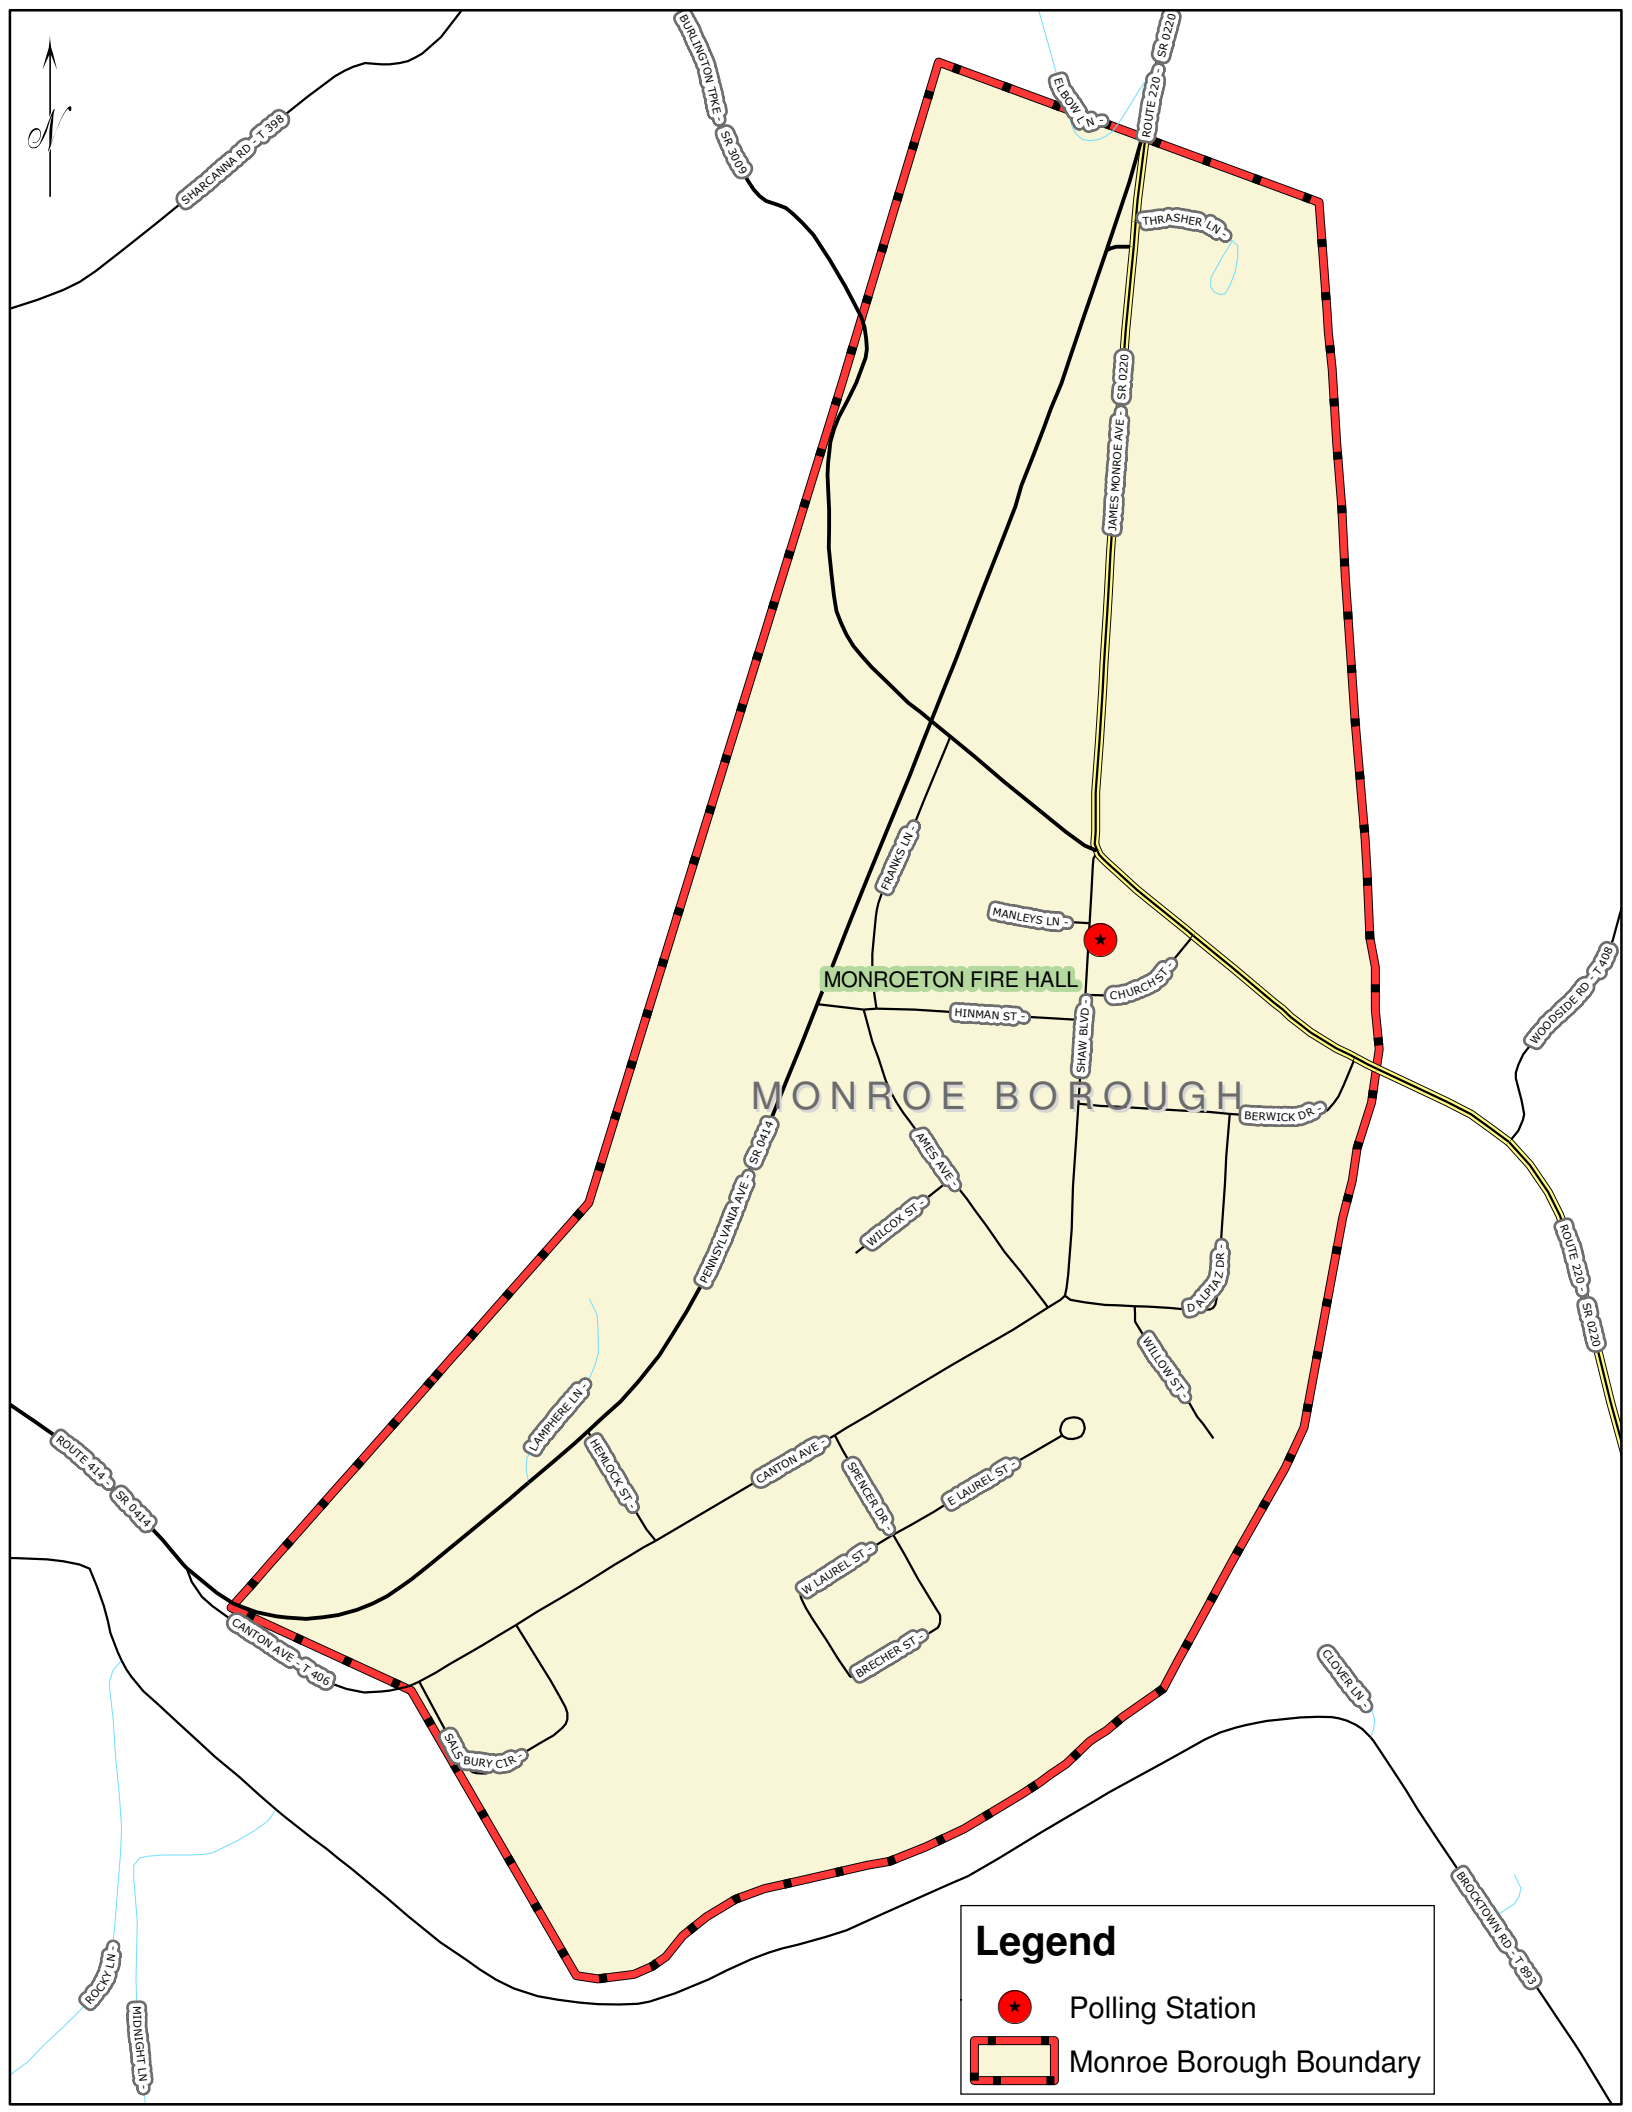 BURLINGTON TPKE - SR 3009
ROUTE 220 - SR 0220
ELBOW LN -
SHARCANNA RD - T 398
N
THRASHER LN -
JAMES MONROE AVE - SR 0220
FRANKS LN -
MANLEYS LN -
MONROETON FIRE HALL
CHURCH ST -
HINMAN ST -
SHAW BLVD -
WOODSIDE RD - T 408
MONROE BOROUGH
BERWICK DR -
AMES AVE -
PENNSYLVANIA AVE - SR 0414
WILCOX ST -
DALPIAZ DR -
ROUTE 220 - SR 0220
WILLOW ST -
LAMPHERE LN -
HEMLOCK ST -
CANTON AVE -
SPENCER DR -
E LAUREL ST -
ROUTE 414 - SR 0414
W LAUREL ST -
BRECHER ST -
CANTON AVE - T 406
SALSBURY CIR -
CLOVER LN -
BROCKTOWN RD - T 893
ROCKY LN -
MIDNIGHT LN -
Legend
Polling Station
Monroe Borough Boundary